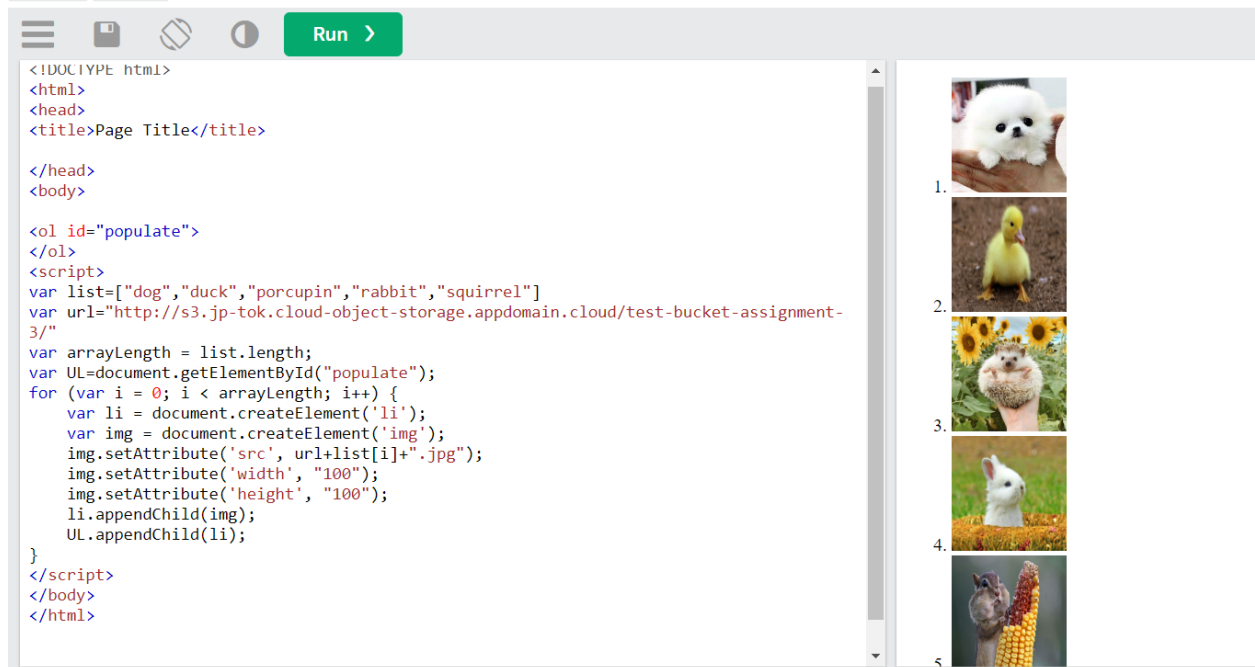 Run ❯
<!DOCTYPE html>
<html>
<head>
<title>Page Title</title>
</head>
<body>
<ol id="populate">
</ol>
<script>
var list=["dog","duck","porcupin","rabbit","squirrel"]
var url="http://s3.jp-tok.cloud-object-storage.appdomain.cloud/test-bucket-assignment-
3/"
var arrayLength = list.length;
var UL=document.getElementById("populate");
for (var i = 0; i < arrayLength; i++) {
    var li = document.createElement('li');
    var img = document.createElement('img');
    img.setAttribute('src', url+list[i]+".jpg");
    img.setAttribute('width', "100");
    img.setAttribute('height', "100");
    li.appendChild(img);
    UL.appendChild(li);
}
</script>
</body>
</html>
1.
2.
3.
4.
5.